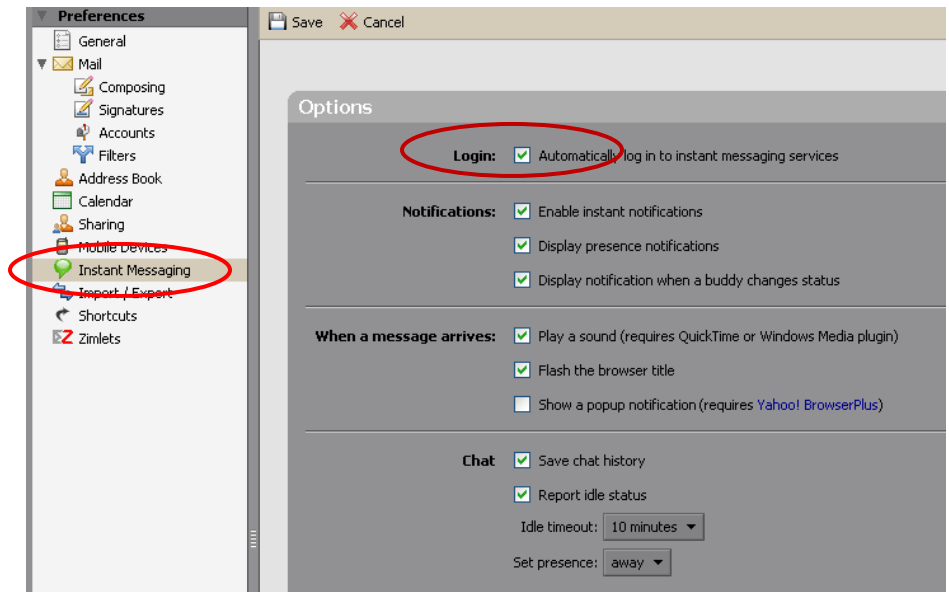 Preferences
General
Mail
Composing
Signatures
Accounts
Filters
Address Book
Calendar
Sharing
Mobile Devices
Instant Messaging
Import / Export
Shortcuts
Zimlets
Save Cancel
Options
Login: Automatically log in to instant messaging services
Notifications: Enable instant notifications
Display presence notifications
Display notification when a buddy changes status
When a message arrives: Play a sound (requires QuickTime or Windows Media plugin)
Flash the browser title
Show a popup notification (requires Yahoo! BrowserPlus)
Chat Save chat history
Report idle status
Idle timeout: 10 minutes
Set presence: away